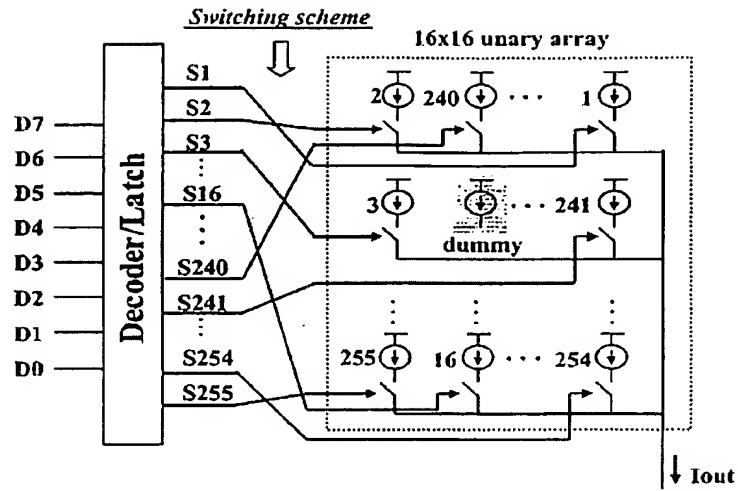 Switching scheme
16x16 unary array
Decoder/Latch
D7
D6
D5
D4
D3
D2
D1
D0
S1
S2
S3
S16
S240
S241
S254
S255
2 240 1
3 241
dummy
255 16 254
Iout